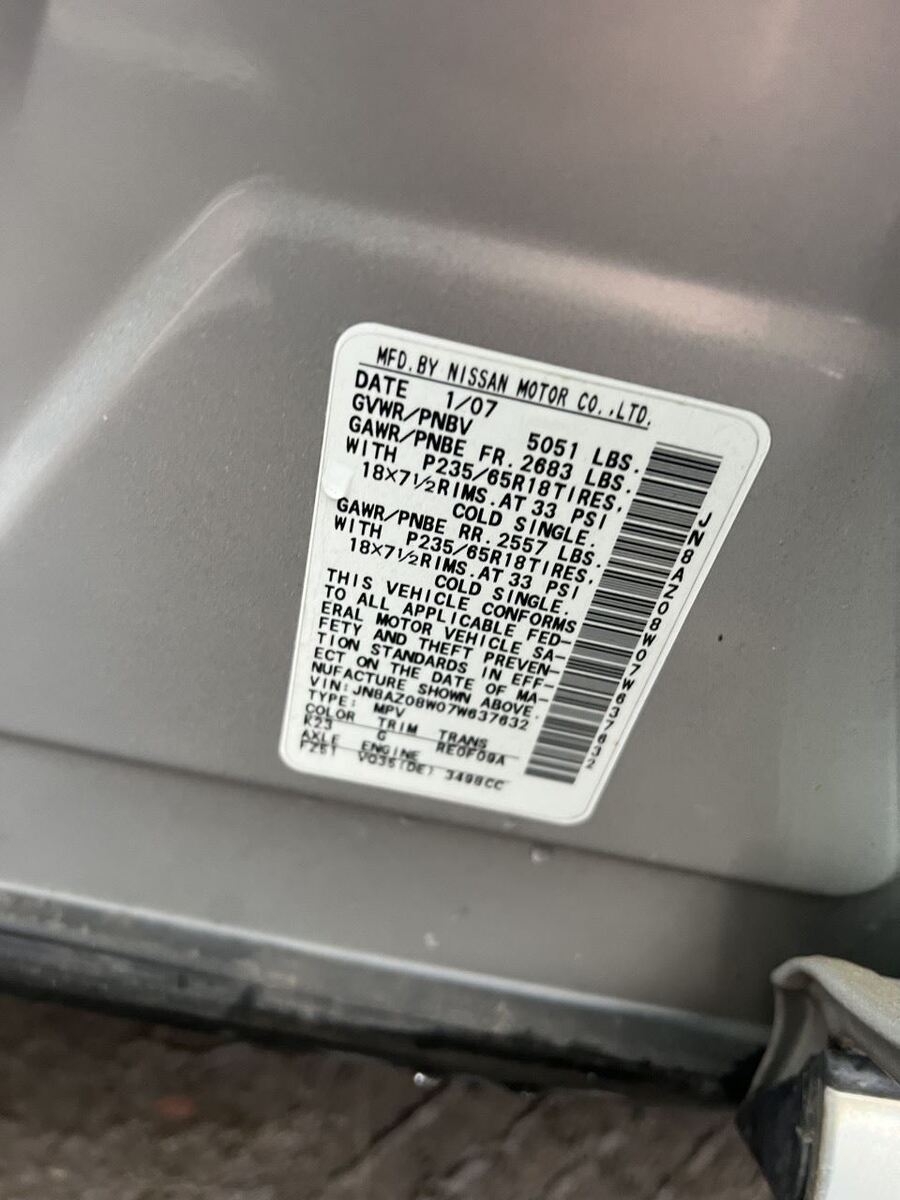 MFD. BY NISSAN MOTOR CO.,LTD.
DATE 1/07
GVWR/PNBV 5051 LBS.
GAWR/PNBE FR. 2683 LBS.
WITH P235/65R18TIRES,
18X7½RIMS.AT 33 PSI
COLD SINGLE.
GAWR/PNBE RR. 2557 LBS.
WITH P235/65R18TIRES,
18X7½RIMS.AT 33 PSI
COLD SINGLE.
THIS VEHICLE CONFORMS
TO ALL APPLICABLE FED-
ERAL MOTOR VEHICLE SA-
FETY AND THEFT PREVEN-
TION STANDARDS IN EFF-
ECT ON THE DATE OF MA-
NUFACTURE SHOWN ABOVE.
VIN:JN8AZ08W07W637632
TYPE: MPV
COLOR TRIM TRANS
K23 G RE0F09A
AXLE ENGINE
FZ51 VQ35(DE) 3498CC
JN8AZ08W07W637632